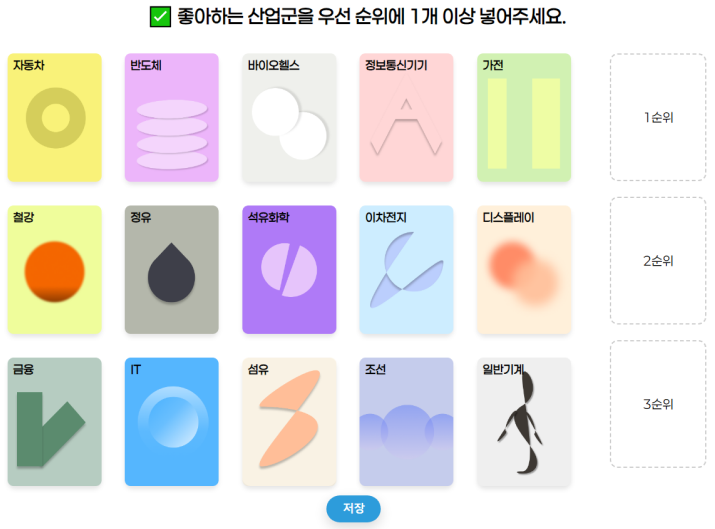 ✅ 좋아하는 산업군을 우선 순위에 1개 이상 넣어주세요.
자동차
반도체
바이오헬스
정보통신기기
가전
1순위
철강
정유
석유화학
이차전지
디스플레이
2순위
금융
IT
섬유
조선
일반기계
3순위
저장